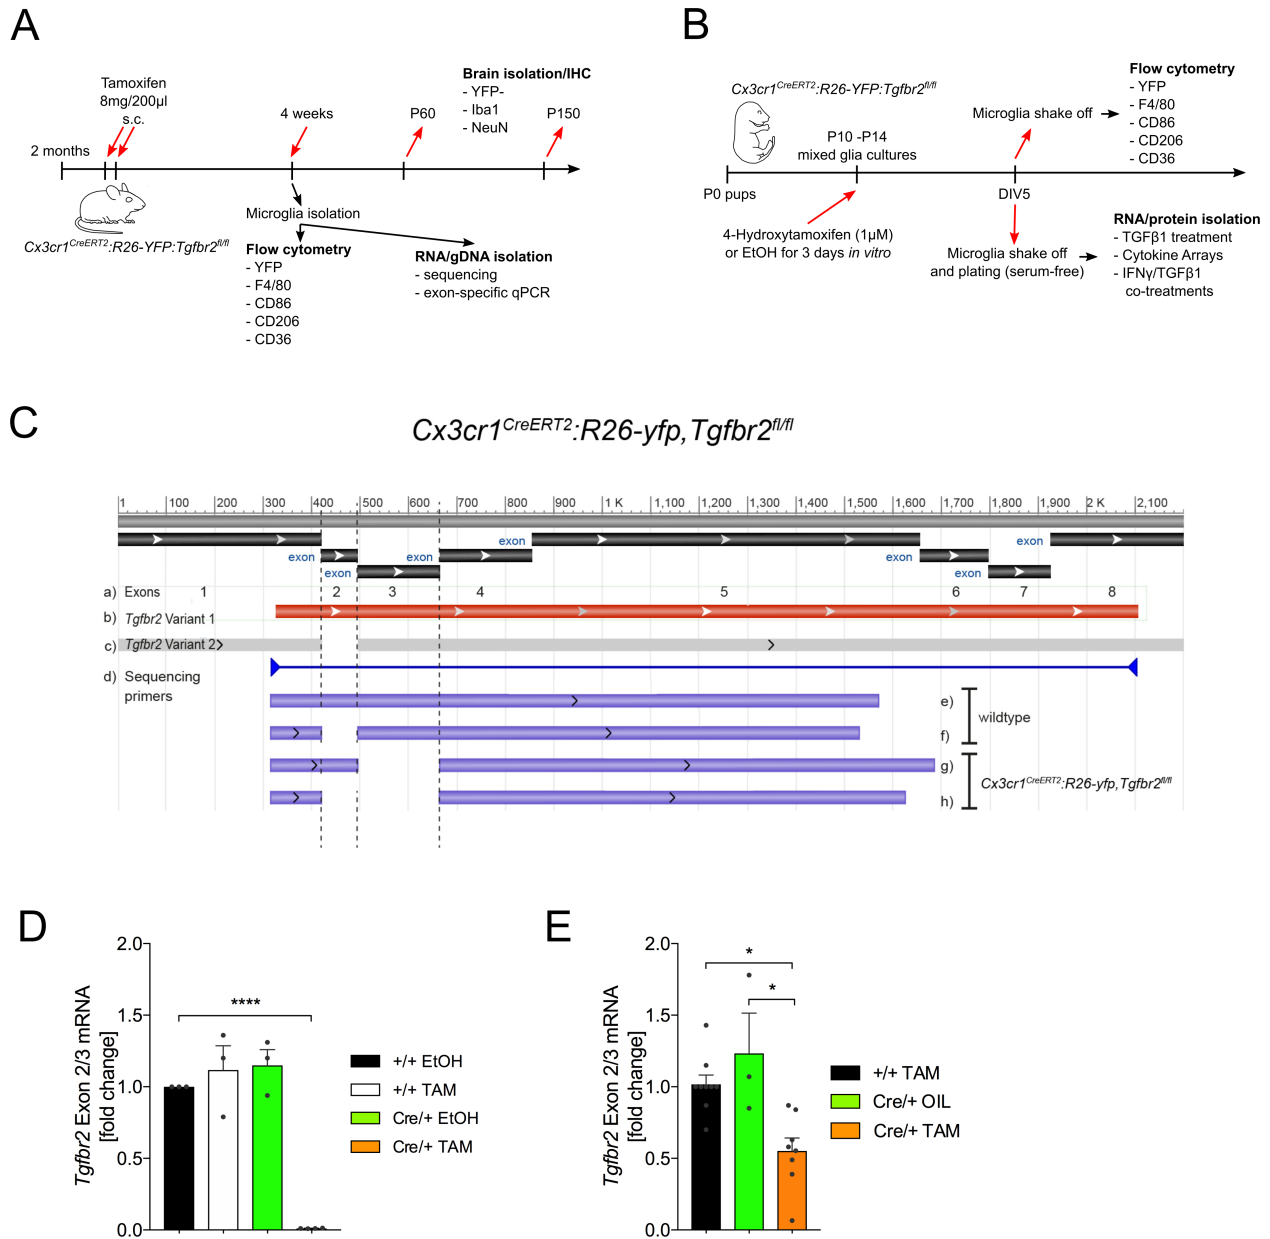 A
Tamoxifen
8mg/200µl
s.c.
2 months
4 weeks
P60
Brain isolation/IHC
- YFP-
- Iba1
- NeuN
P150
Cx3cr1CreERT2:R26-YFP:Tgfbr2fl/fl
Microglia isolation
Flow cytometry
- YFP
- F4/80
- CD86
- CD206
- CD36
RNA/gDNA isolation
- sequencing
- exon-specific qPCR
B
Cx3cr1CreERT2:R26-YFP:Tgfbr2fl/fl
P10 -P14
mixed glia cultures
P0 pups
4-Hydroxytamoxifen (1µM)
or EtOH for 3 days in vitro
Microglia shake off
DIV5
Flow cytometry
- YFP
- F4/80
- CD86
- CD206
- CD36
Microglia shake off
and plating (serum-free)
RNA/protein isolation
- TGFβ1 treatment
- Cytokine Arrays
- IFNγ/TGFβ1
co-treatments
C
Cx3cr1CreERT2:R26-yfp,Tgfbr2fl/fl
1 100 200 300 400 500 600 700 800 900 1 K 1,100 1,200 1,300 1,400 1,500 1,600 1,700 1,800 1,900 2 K 2,100
exon exon exon exon exon exon exon
a) Exons 1 2 3 4 5 6 7 8
b) Tgfbr2 Variant 1
c) Tgfbr2 Variant 2
d) Sequencing
primers
e)
f)
wildtype
g)
h)
Cx3cr1CreERT2:R26-yfp,Tgfbr2fl/fl
D
Tgfbr2 Exon 2/3 mRNA
[fold change]
2.0
1.5
1.0
0.5
0.0
****
+/+ EtOH
+/+ TAM
Cre/+ EtOH
Cre/+ TAM
E
Tgfbr2 Exon 2/3 mRNA
[fold change]
2.0
1.5
1.0
0.5
0.0
*
*
+/+ TAM
Cre/+ OIL
Cre/+ TAM